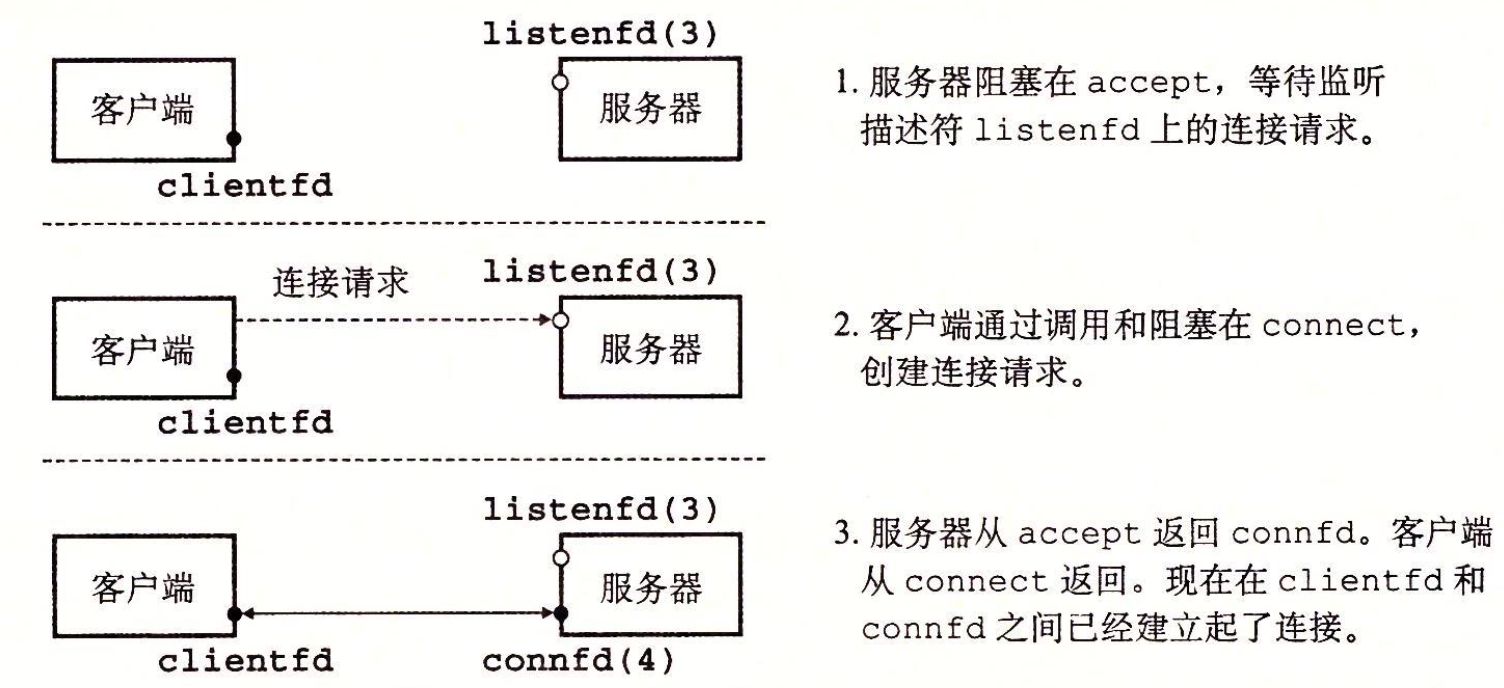 listenfd(3)
客户端
服务器
clientfd
1. 服务器阻塞在 accept，等待监听
描述符 listenfd 上的连接请求。
连接请求
listenfd(3)
客户端
服务器
clientfd
2. 客户端通过调用和阻塞在 connect，
创建连接请求。
listenfd(3)
客户端
服务器
clientfd
connfd(4)
3. 服务器从 accept 返回 connfd。客户端
从 connect 返回。现在在 clientfd 和
connfd 之间已经建立起了连接。